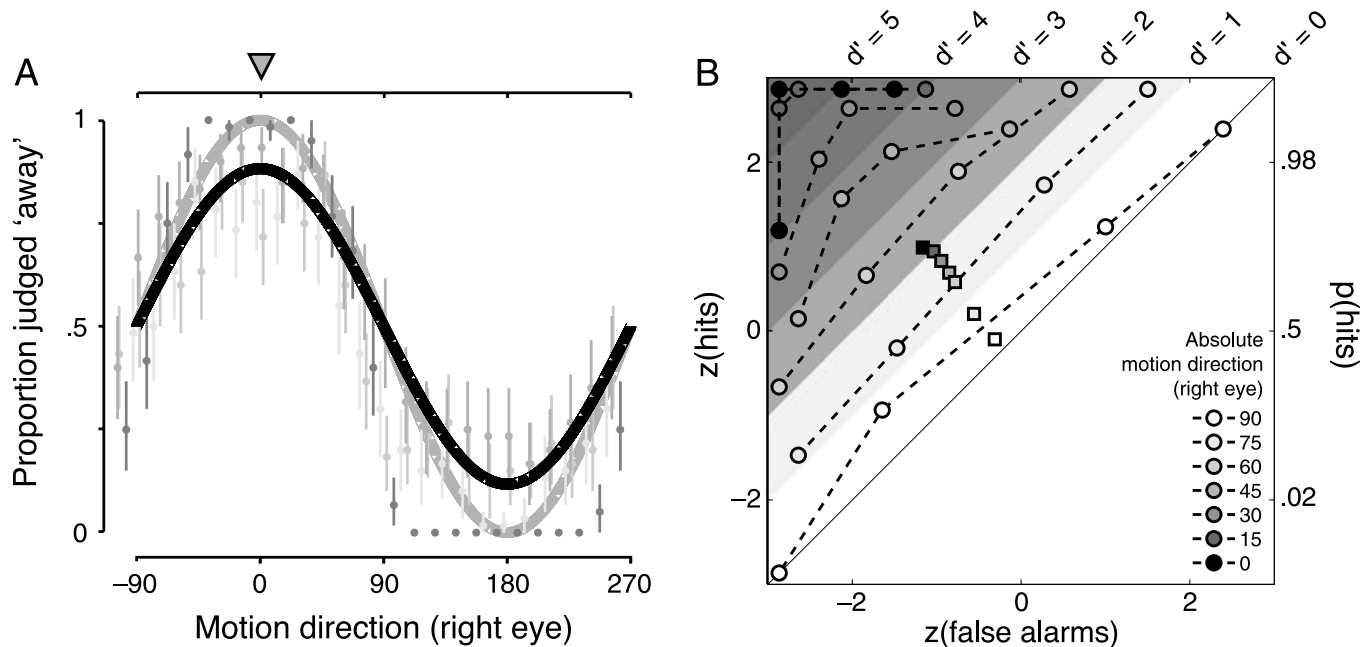 A
Proportion judged ‘away’
1
.5
0
−90
0
90
180
270
Motion direction (right eye)
B
d' = 5
d' = 4
d' = 3
d' = 2
d' = 1
d' = 0
z(hits)
2
0
−2
−2
0
2
z(false alarms)
.98
.5
.02
p(hits)
Absolute
motion direction
(right eye)
90
75
60
45
30
15
0